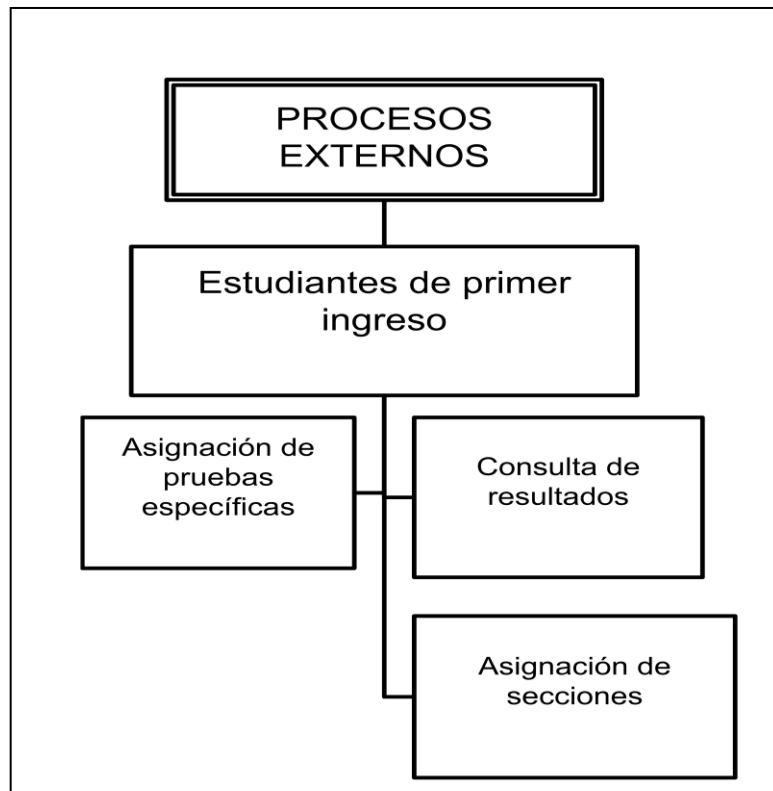 PROCESOS
EXTERNOS
Estudiantes de primer
ingreso
Asignación de
pruebas
específicas
Consulta de
resultados
Asignación de
secciones